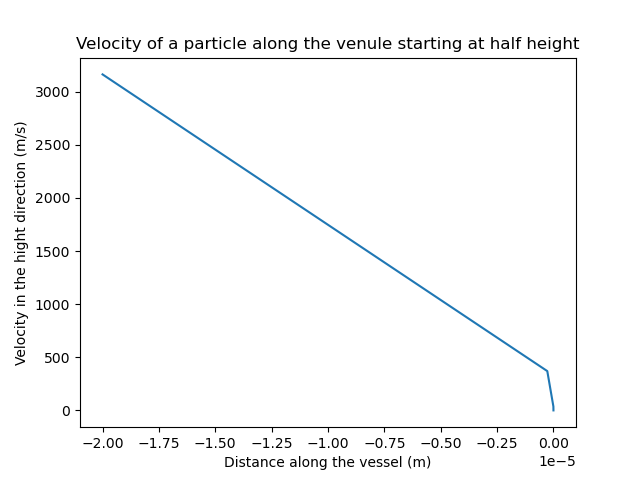 Velocity of a particle along the venule starting at half height
Velocity in the hight direction (m/s)
3000
2500
2000
1500
1000
500
0
−2.00 −1.75 −1.50 −1.25 −1.00 −0.75 −0.50 −0.25 0.00
1e−5
Distance along the vessel (m)